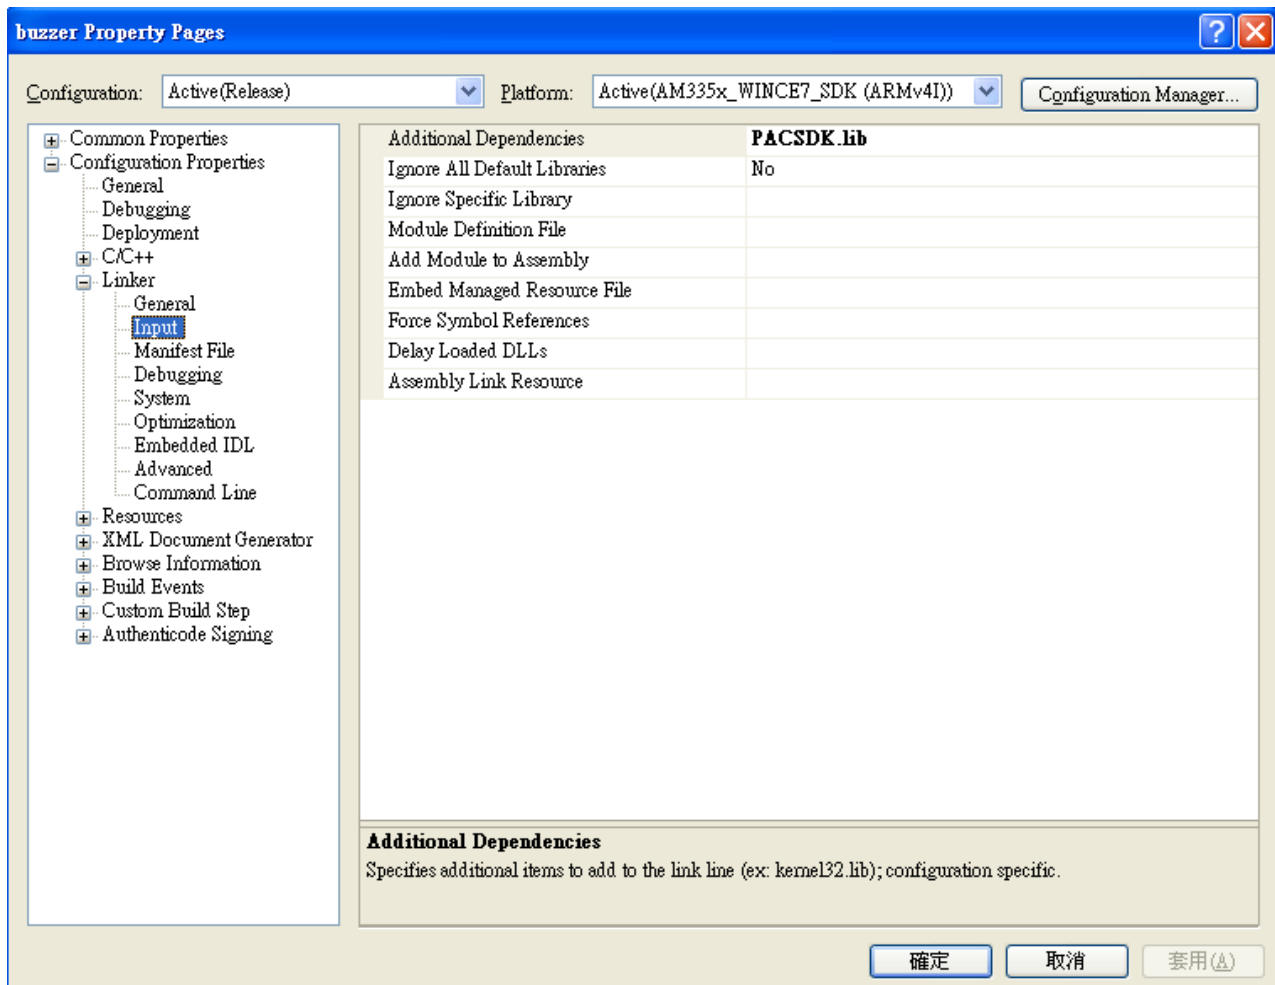 buzzer Property Pages
Configuration: Active(Release) Platform: Active(AM335x_WINCE7_SDK (ARMv4I)) Configuration Manager...
Common Properties
Configuration Properties
General
Debugging
Deployment
C/C++
Linker
General
Input
Manifest File
Debugging
System
Optimization
Embedded IDL
Advanced
Command Line
Resources
XML Document Generator
Browse Information
Build Events
Custom Build Step
Authenticode Signing
Additional Dependencies PACSDK.lib
Ignore All Default Libraries No
Ignore Specific Library
Module Definition File
Add Module to Assembly
Embed Managed Resource File
Force Symbol References
Delay Loaded DLLs
Assembly Link Resource
Additional Dependencies
Specifies additional items to add to the link line (ex: kernel32.lib); configuration specific.
確定 取消 套用(A)